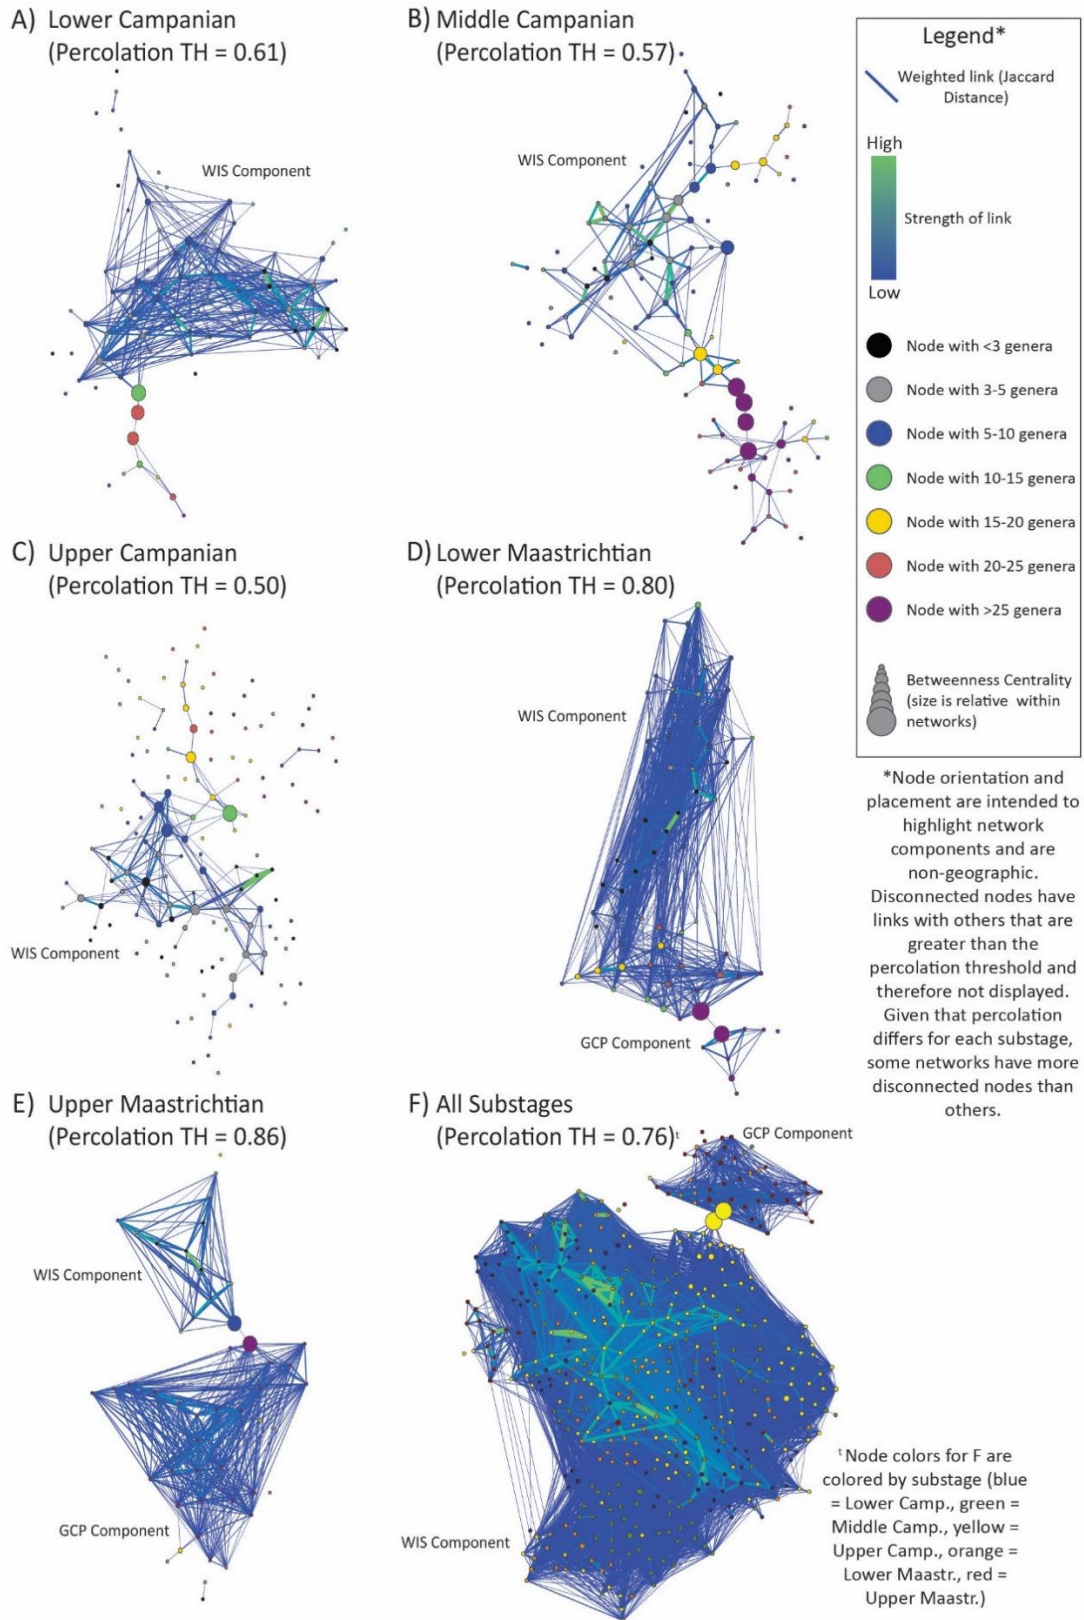 A) Lower Campanian
(Percolation TH = 0.61)
WIS Component
B) Middle Campanian
(Percolation TH = 0.57)
WIS Component
Legend*
Weighted link (Jaccard
Distance)
High
Strength of link
Low
Node with <3 genera
Node with 3-5 genera
Node with 5-10 genera
Node with 10-15 genera
Node with 15-20 genera
Node with 20-25 genera
Node with >25 genera
Betweenness Centrality
(size is relative within
networks)
C) Upper Campanian
(Percolation TH = 0.50)
WIS Component
D) Lower Maastrichtian
(Percolation TH = 0.80)
WIS Component
GCP Component
*Node orientation and
placement are intended to
highlight network
components and are
non-geographic.
Disconnected nodes have
links with others that are
greater than the
percolation threshold and
therefore not displayed.
Given that percolation
differs for each substage,
some networks have more
disconnected nodes than
others.
E) Upper Maastrichtian
(Percolation TH = 0.86)
WIS Component
GCP Component
F) All Substages
(Percolation TH = 0.76)ᵗ
GCP Component
WIS Component
ᵗ Node colors for F are
colored by substage (blue
= Lower Camp., green =
Middle Camp., yellow =
Upper Camp., orange =
Lower Maastr., red =
Upper Maastr.)